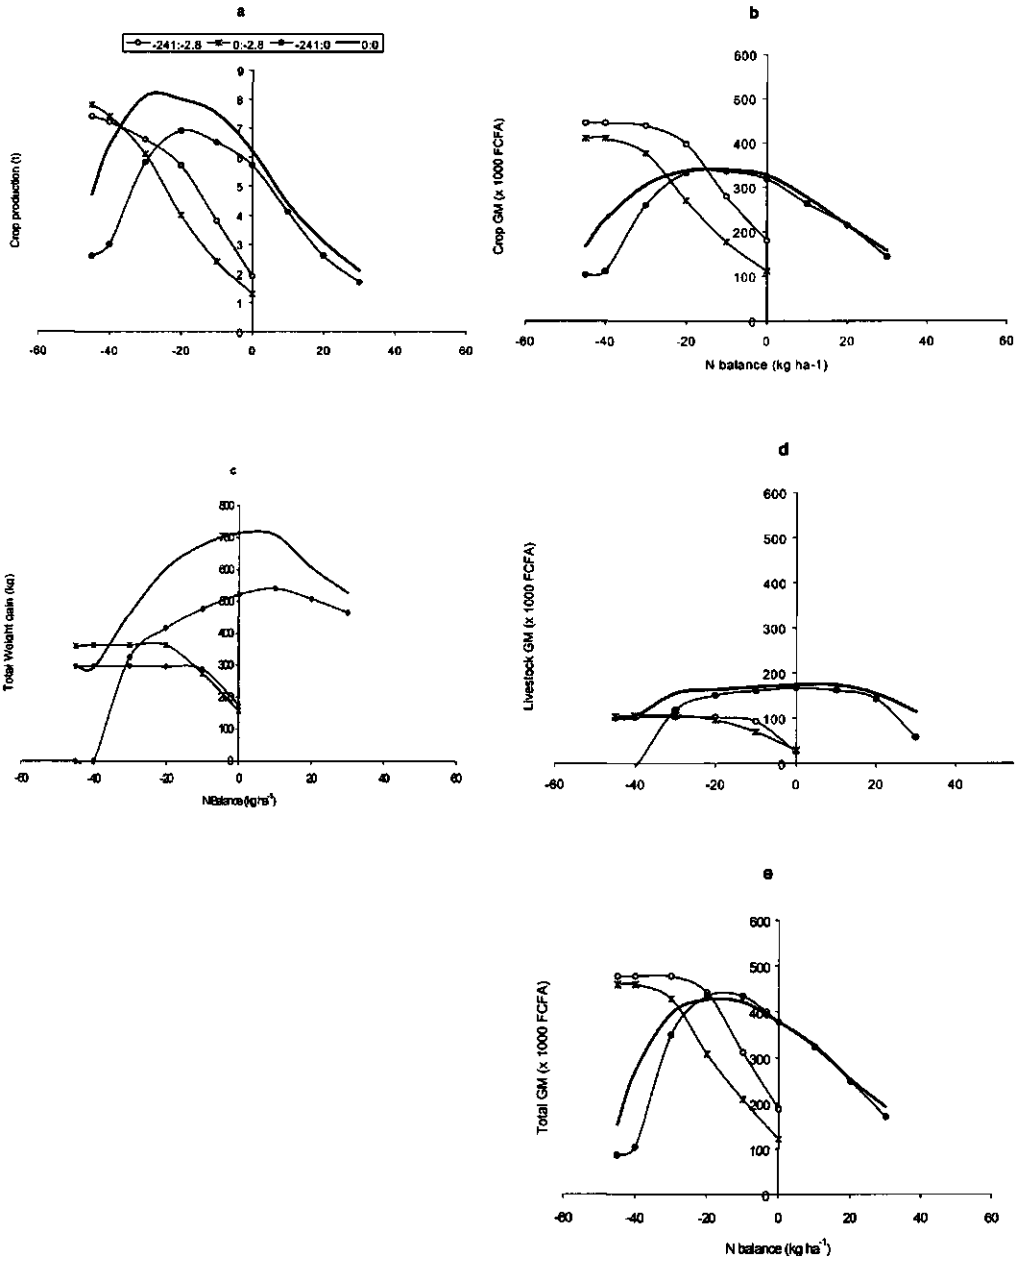 a
-241:-2.8 0:-2.8 -241:0 0:0
Crop production (t)
9
8
7
6
5
4
3
2
1
0
-60 -40 -20 0 20 40 60
b
Crop GM (x 1000 FCFA)
600
500
400
300
200
100
0
-60 -40 -20 0 20 40 60
N balance (kg ha-1)
c
Total Weight gain (kg)
800
700
600
500
400
300
200
100
0
-60 -40 -20 0 20 40 60
N Balance (kg ha-1)
d
Livestock GM (x 1000 FCFA)
600
500
400
300
200
100
0
-60 -40 -20 0 20 40
e
Total GM (x 1000 FCFA)
600
500
400
300
200
100
0
-60 -40 -20 0 20 40 60
N balance (kg ha-1)